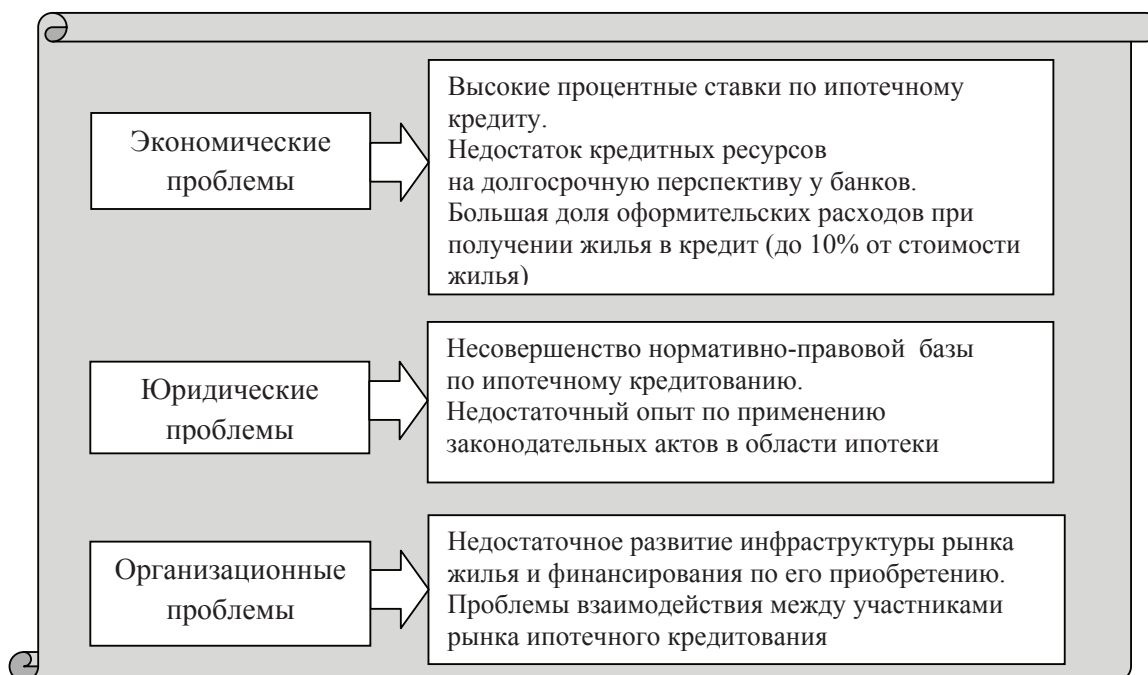 Экономические
проблемы
Высокие процентные ставки по ипотечному
кредиту.
Недостаток кредитных ресурсов
на долгосрочную перспективу у банков.
Большая доля оформительских расходов при
получении жилья в кредит (до 10% от стоимости
жилья)
Юридические
проблемы
Несовершенство нормативно-правовой базы
по ипотечному кредитованию.
Недостаточный опыт по применению
законодательных актов в области ипотеки
Организационные
проблемы
Недостаточное развитие инфраструктуры рынка
жилья и финансирования по его приобретению.
Проблемы взаимодействия между участниками
рынка ипотечного кредитования